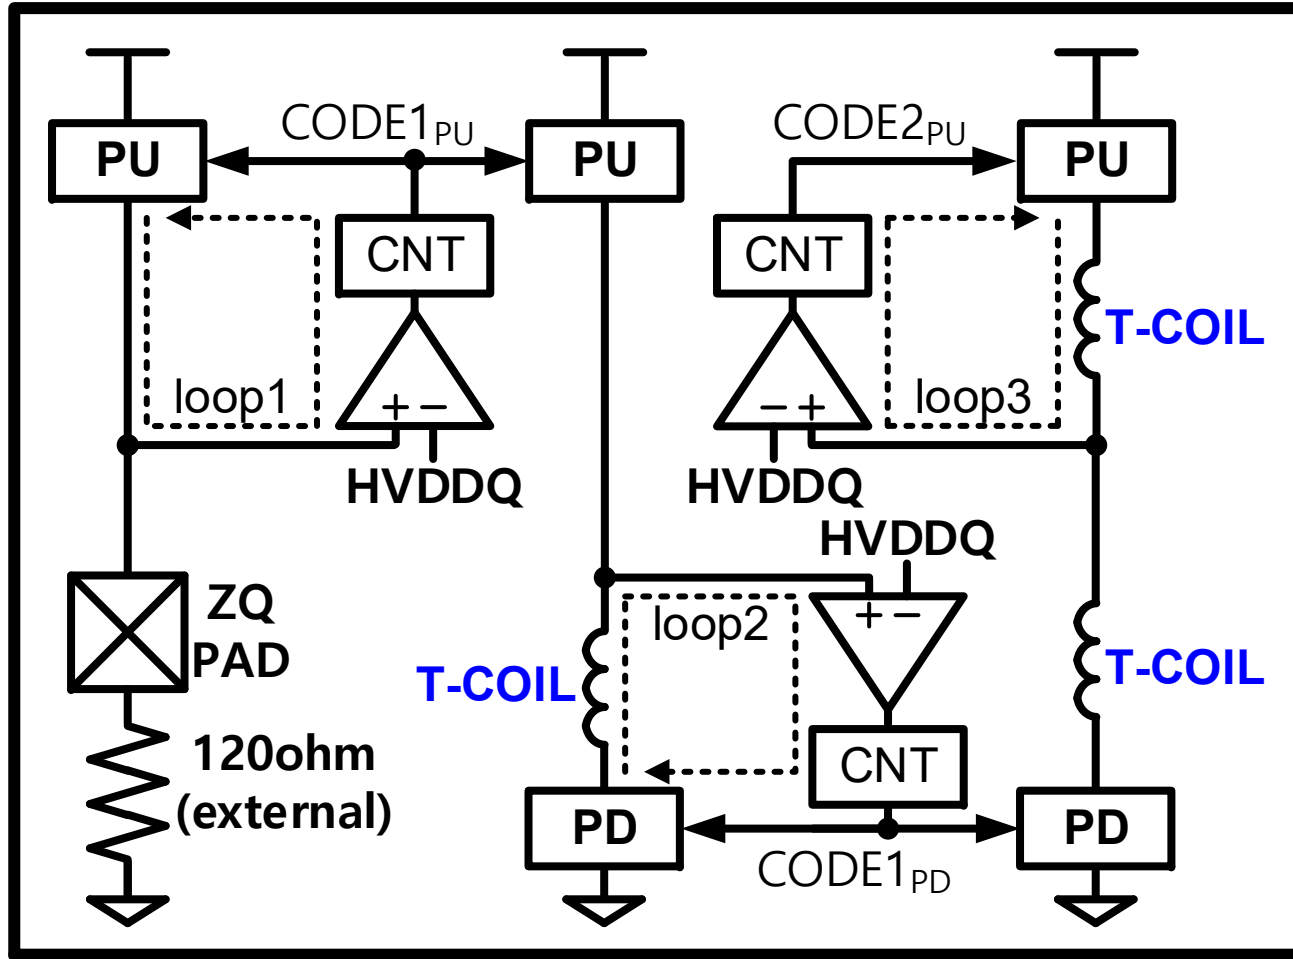 CODE1PU
CODE2PU
PU
PU
PU
CNT
CNT
T-COIL
loop1
+ −
− +
loop3
HVDDQ
HVDDQ
HVDDQ
ZQ
PAD
loop2
+ −
T-COIL
T-COIL
120ohm
(external)
CNT
PD
PD
CODE1PD